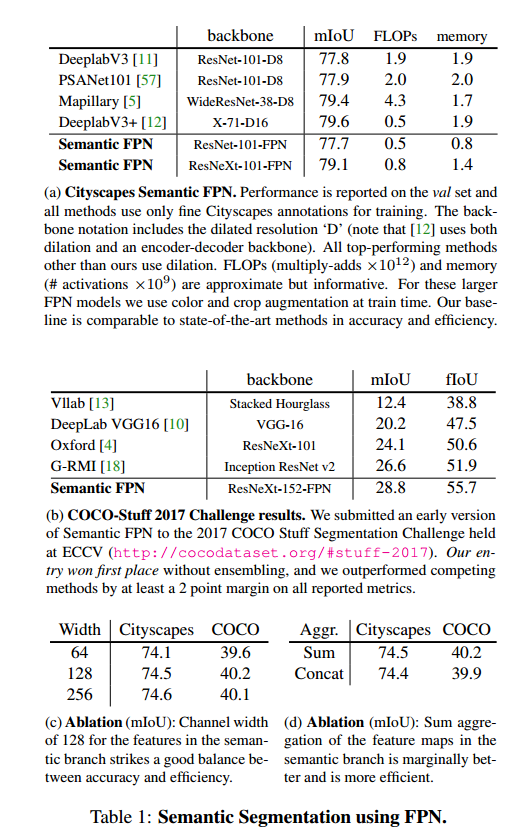 backbone mIoU FLOPs memory
DeeplabV3 [11] ResNet-101-D8 77.8 1.9 1.9
PSANet101 [57] ResNet-101-D8 77.9 2.0 2.0
Mapillary [5] WideResNet-38-D8 79.4 4.3 1.7
DeeplabV3+ [12] X-71-D16 79.6 0.5 1.9
Semantic FPN ResNet-101-FPN 77.7 0.5 0.8
Semantic FPN ResNeXt-101-FPN 79.1 0.8 1.4
(a) Cityscapes Semantic FPN. Performance is reported on the val set and
all methods use only fine Cityscapes annotations for training. The back-
bone notation includes the dilated resolution ‘D’ (note that [12] uses both
dilation and an encoder-decoder backbone). All top-performing methods
other than ours use dilation. FLOPs (multiply-adds ×10¹²) and memory
(# activations ×10⁹) are approximate but informative. For these larger
FPN models we use color and crop augmentation at train time. Our base-
line is comparable to state-of-the-art methods in accuracy and efficiency.
backbone mIoU fIoU
Vllab [13] Stacked Hourglass 12.4 38.8
DeepLab VGG16 [10] VGG-16 20.2 47.5
Oxford [4] ResNeXt-101 24.1 50.6
G-RMI [18] Inception ResNet v2 26.6 51.9
Semantic FPN ResNeXt-152-FPN 28.8 55.7
(b) COCO-Stuff 2017 Challenge results. We submitted an early version
of Semantic FPN to the 2017 COCO Stuff Segmentation Challenge held
at ECCV (http://cocodataset.org/#stuff-2017). Our en-
try won first place without ensembling, and we outperformed competing
methods by at least a 2 point margin on all reported metrics.
Width Cityscapes COCO
64 74.1 39.6
128 74.5 40.2
256 74.6 40.1
(c) Ablation (mIoU): Channel width
of 128 for the features in the seman-
tic branch strikes a good balance be-
tween accuracy and efficiency.
Aggr. Cityscapes COCO
Sum 74.5 40.2
Concat 74.4 39.9
(d) Ablation (mIoU): Sum aggre-
gation of the feature maps in the
semantic branch is marginally bet-
ter and is more efficient.
Table 1: Semantic Segmentation using FPN.